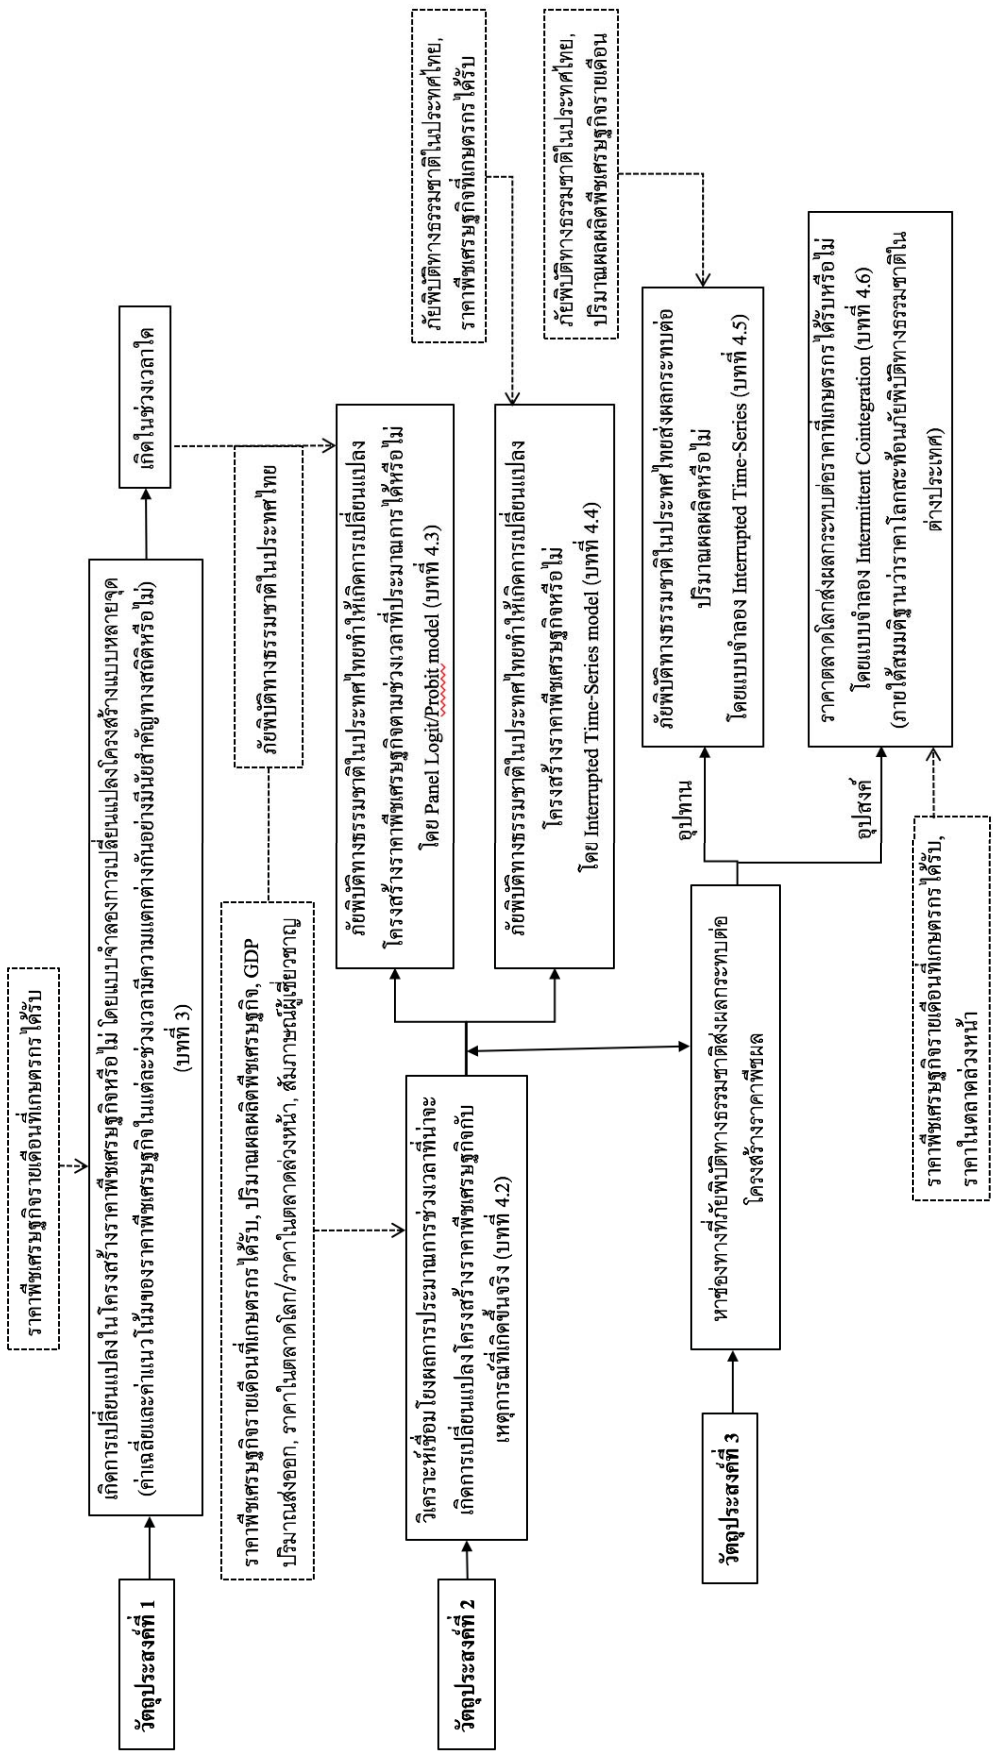 ราคาพืชเศรษฐกิจรายเดือนที่เกษตรกรได้รับ
วัตถุประสงค์ที่ 1
เกิดการเปลี่ยนแปลงในโครงสร้างราคาพืชเศรษฐกิจหรือไม่ โดยแบบจำลองการเปลี่ยนแปลงโครงสร้างแบบหลายจุด
(ค่าเฉลี่ยและค่าแนวโน้มของราคาพืชเศรษฐกิจในแต่ละช่วงเวลามีความแตกต่างกันอย่างมีนัยสำคัญทางสถิติหรือไม่)
(บทที่ 3)
เกิดในช่วงเวลาใด
ราคาพืชเศรษฐกิจรายเดือนที่เกษตรกรได้รับ, ปริมาณผลผลิตพืชเศรษฐกิจ, GDP
ปริมาณส่งออก, ราคาในตลาดโลก/ราคาในตลาดล่วงหน้า, สัมภาษณ์ผู้เชี่ยวชาญ
ภัยพิบัติทางธรรมชาติในประเทศไทย
วัตถุประสงค์ที่ 2
วิเคราะห์เชื่อมโยงผลการประมาณการช่วงเวลาที่น่าจะ
เกิดการเปลี่ยนแปลงโครงสร้างราคาพืชเศรษฐกิจกับ
เหตุการณ์ที่เกิดขึ้นจริง (บทที่ 4.2)
ภัยพิบัติทางธรรมชาติในประเทศไทยทำให้เกิดการเปลี่ยนแปลง
โครงสร้างราคาพืชเศรษฐกิจตามช่วงเวลาที่ประมาณการได้หรือไม่
โดย Panel Logit/Probit model (บทที่ 4.3)
ภัยพิบัติทางธรรมชาติในประเทศไทย,
ราคาพืชเศรษฐกิจที่เกษตรกรได้รับ
ภัยพิบัติทางธรรมชาติในประเทศไทยทำให้เกิดการเปลี่ยนแปลง
โครงสร้างราคาพืชเศรษฐกิจหรือไม่
โดย Interrupted Time-Series model (บทที่ 4.4)
ภัยพิบัติทางธรรมชาติในประเทศไทย,
ปริมาณผลผลิตพืชเศรษฐกิจรายเดือน
วัตถุประสงค์ที่ 3
หาช่องทางที่ภัยพิบัติทางธรรมชาติส่งผลกระทบต่อ
โครงสร้างราคาพืชผล
อุปทาน
ภัยพิบัติทางธรรมชาติในประเทศไทยส่งผลกระทบต่อ
ปริมาณผลผลิตหรือไม่
โดยแบบจำลอง Interrupted Time-Series (บทที่ 4.5)
อุปสงค์
ราคาตลาดโลกส่งผลกระทบต่อราคาที่เกษตรกรได้รับหรือไม่
โดยแบบจำลอง Intermittent Cointegration (บทที่ 4.6)
(ภายใต้สมมติฐานว่าราคาโลกสะท้อนภัยพิบัติทางธรรมชาติใน
ต่างประเทศ)
ราคาพืชเศรษฐกิจรายเดือนที่เกษตรกรได้รับ,
ราคาในตลาดล่วงหน้า